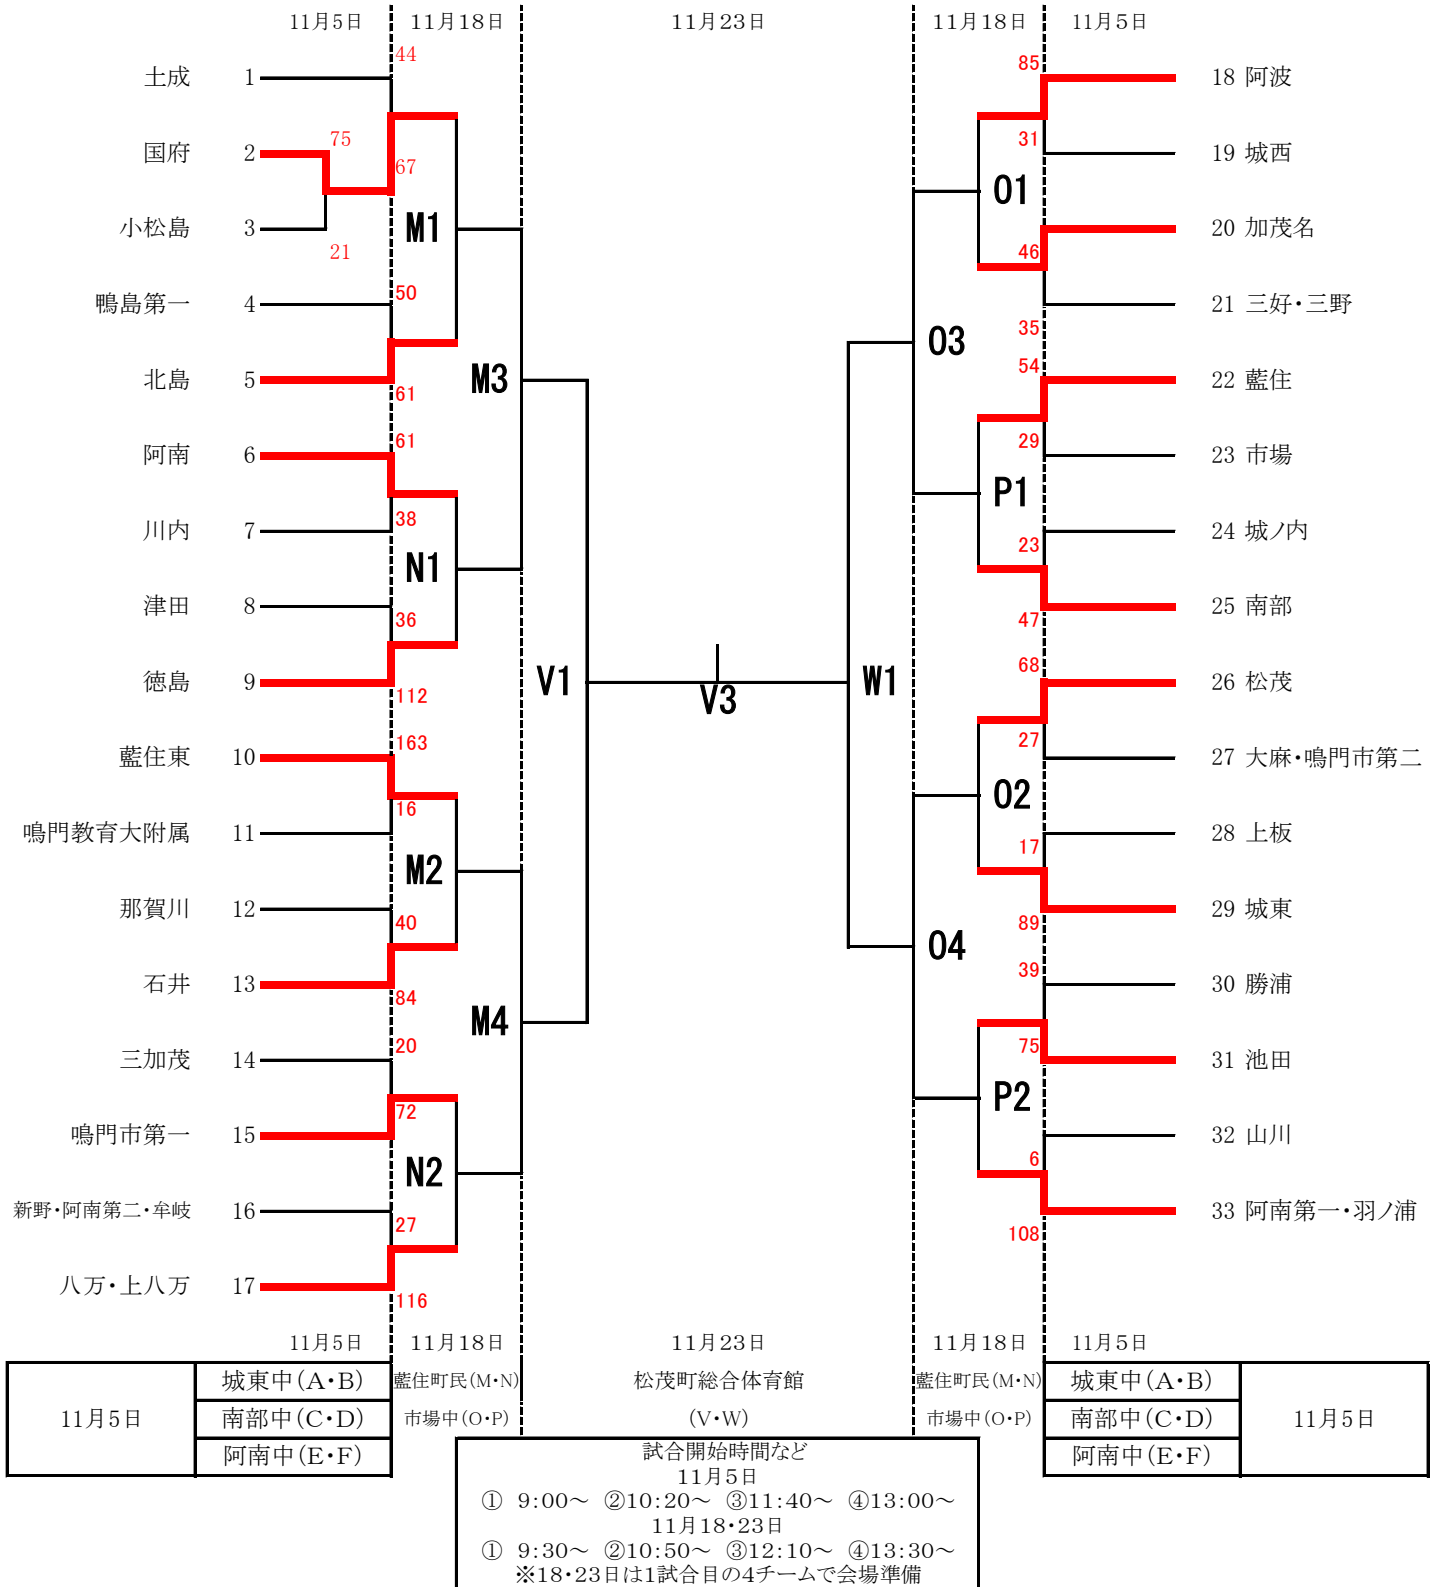 11月5日 11月18日 11月23日 11月18日 11月5日
44
土成 1
85
18 阿波
国府 2
75
67
31
19 城西
M1
O1
小松島 3
21
46
20 加茂名
鴨島第一 4
50
35
21 三好・三野
M3
O3
北島 5
61
54
22 藍住
阿南 6
61
29
23 市場
川内 7
38
P1
23
24 城ノ内
N1
津田 8
36
47
25 南部
徳島 9
112
68
26 松茂
V1
V3
W1
藍住東 10
163
27
27 大麻・鳴門市第二
16
O2
鳴門教育大附属 11
17
28 上板
M2
那賀川 12
40
89
29 城東
O4
石井 13
84
39
30 勝浦
M4
三加茂 14
20
75
31 池田
72
P2
鳴門市第一 15
6
32 山川
N2
新野・阿南第二・牟岐 16
27
108
33 阿南第一・羽ノ浦
八万・上八万 17
116
11月5日 11月18日 11月23日 11月18日 11月5日
城東中(A・B) 藍住町民(M・N) 松茂町総合体育館 藍住町民(M・N) 城東中(A・B)
11月5日 南部中(C・D) 市場中(O・P) (V・W) 市場中(O・P) 南部中(C・D) 11月5日
阿南中(E・F) 阿南中(E・F)
試合開始時間など
11月5日
① 9:00～ ②10:20～ ③11:40～ ④13:00～
11月18・23日
① 9:30～ ②10:50～ ③12:10～ ④13:30～
※18・23日は1試合目の4チームで会場準備